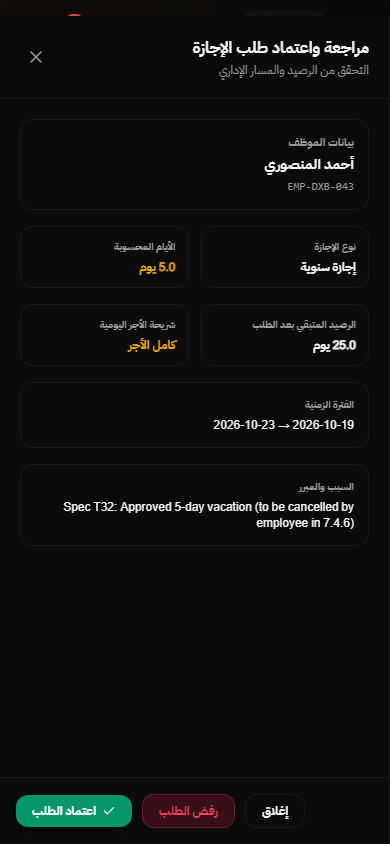 مراجعة واعتماد طلب الإجازة
التحقق من الرصيد والمسار الإداري
بيانات الموظف
أحمد المنصوري
EMP-DXB-043
نوع الإجازة
إجازة سنوية
الأيام المحسوبة
5.0 يوم
الرصيد المتبقي بعد الطلب
25.0 يوم
شريحة الأجر اليومية
كامل الأجر
الفترة الزمنية
2026-10-19 → 2026-10-23
السبب والمبرر
Spec T32: Approved 5-day vacation (to be cancelled by
employee in 7.4.6)
إغلاق
رفض الطلب
اعتماد الطلب